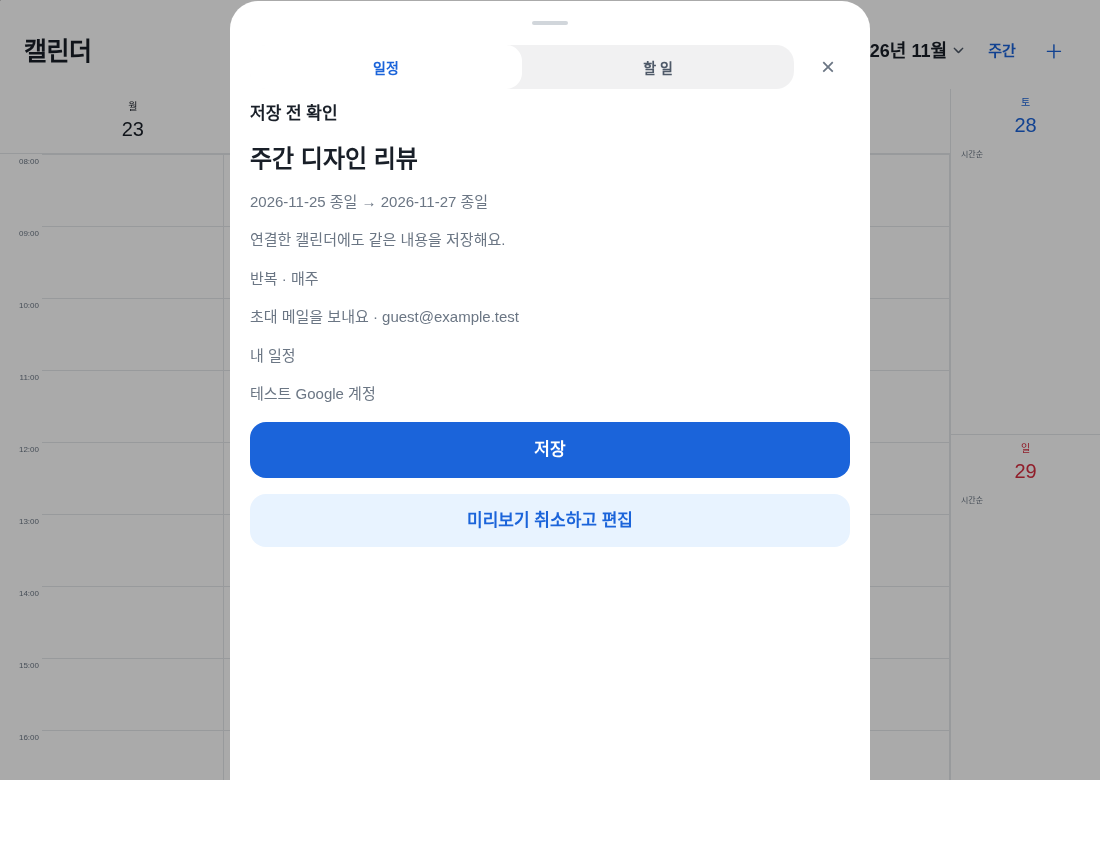 캘린더
26년 11월
주간
일정
할 일
월
23
토
28
시간순
일
29
시간순
08:00
09:00
10:00
11:00
12:00
13:00
14:00
15:00
16:00
저장 전 확인
주간 디자인 리뷰
2026-11-25 종일 → 2026-11-27 종일
연결한 캘린더에도 같은 내용을 저장해요.
반복 · 매주
초대 메일을 보내요 · guest@example.test
내 일정
테스트 Google 계정
저장
미리보기 취소하고 편집